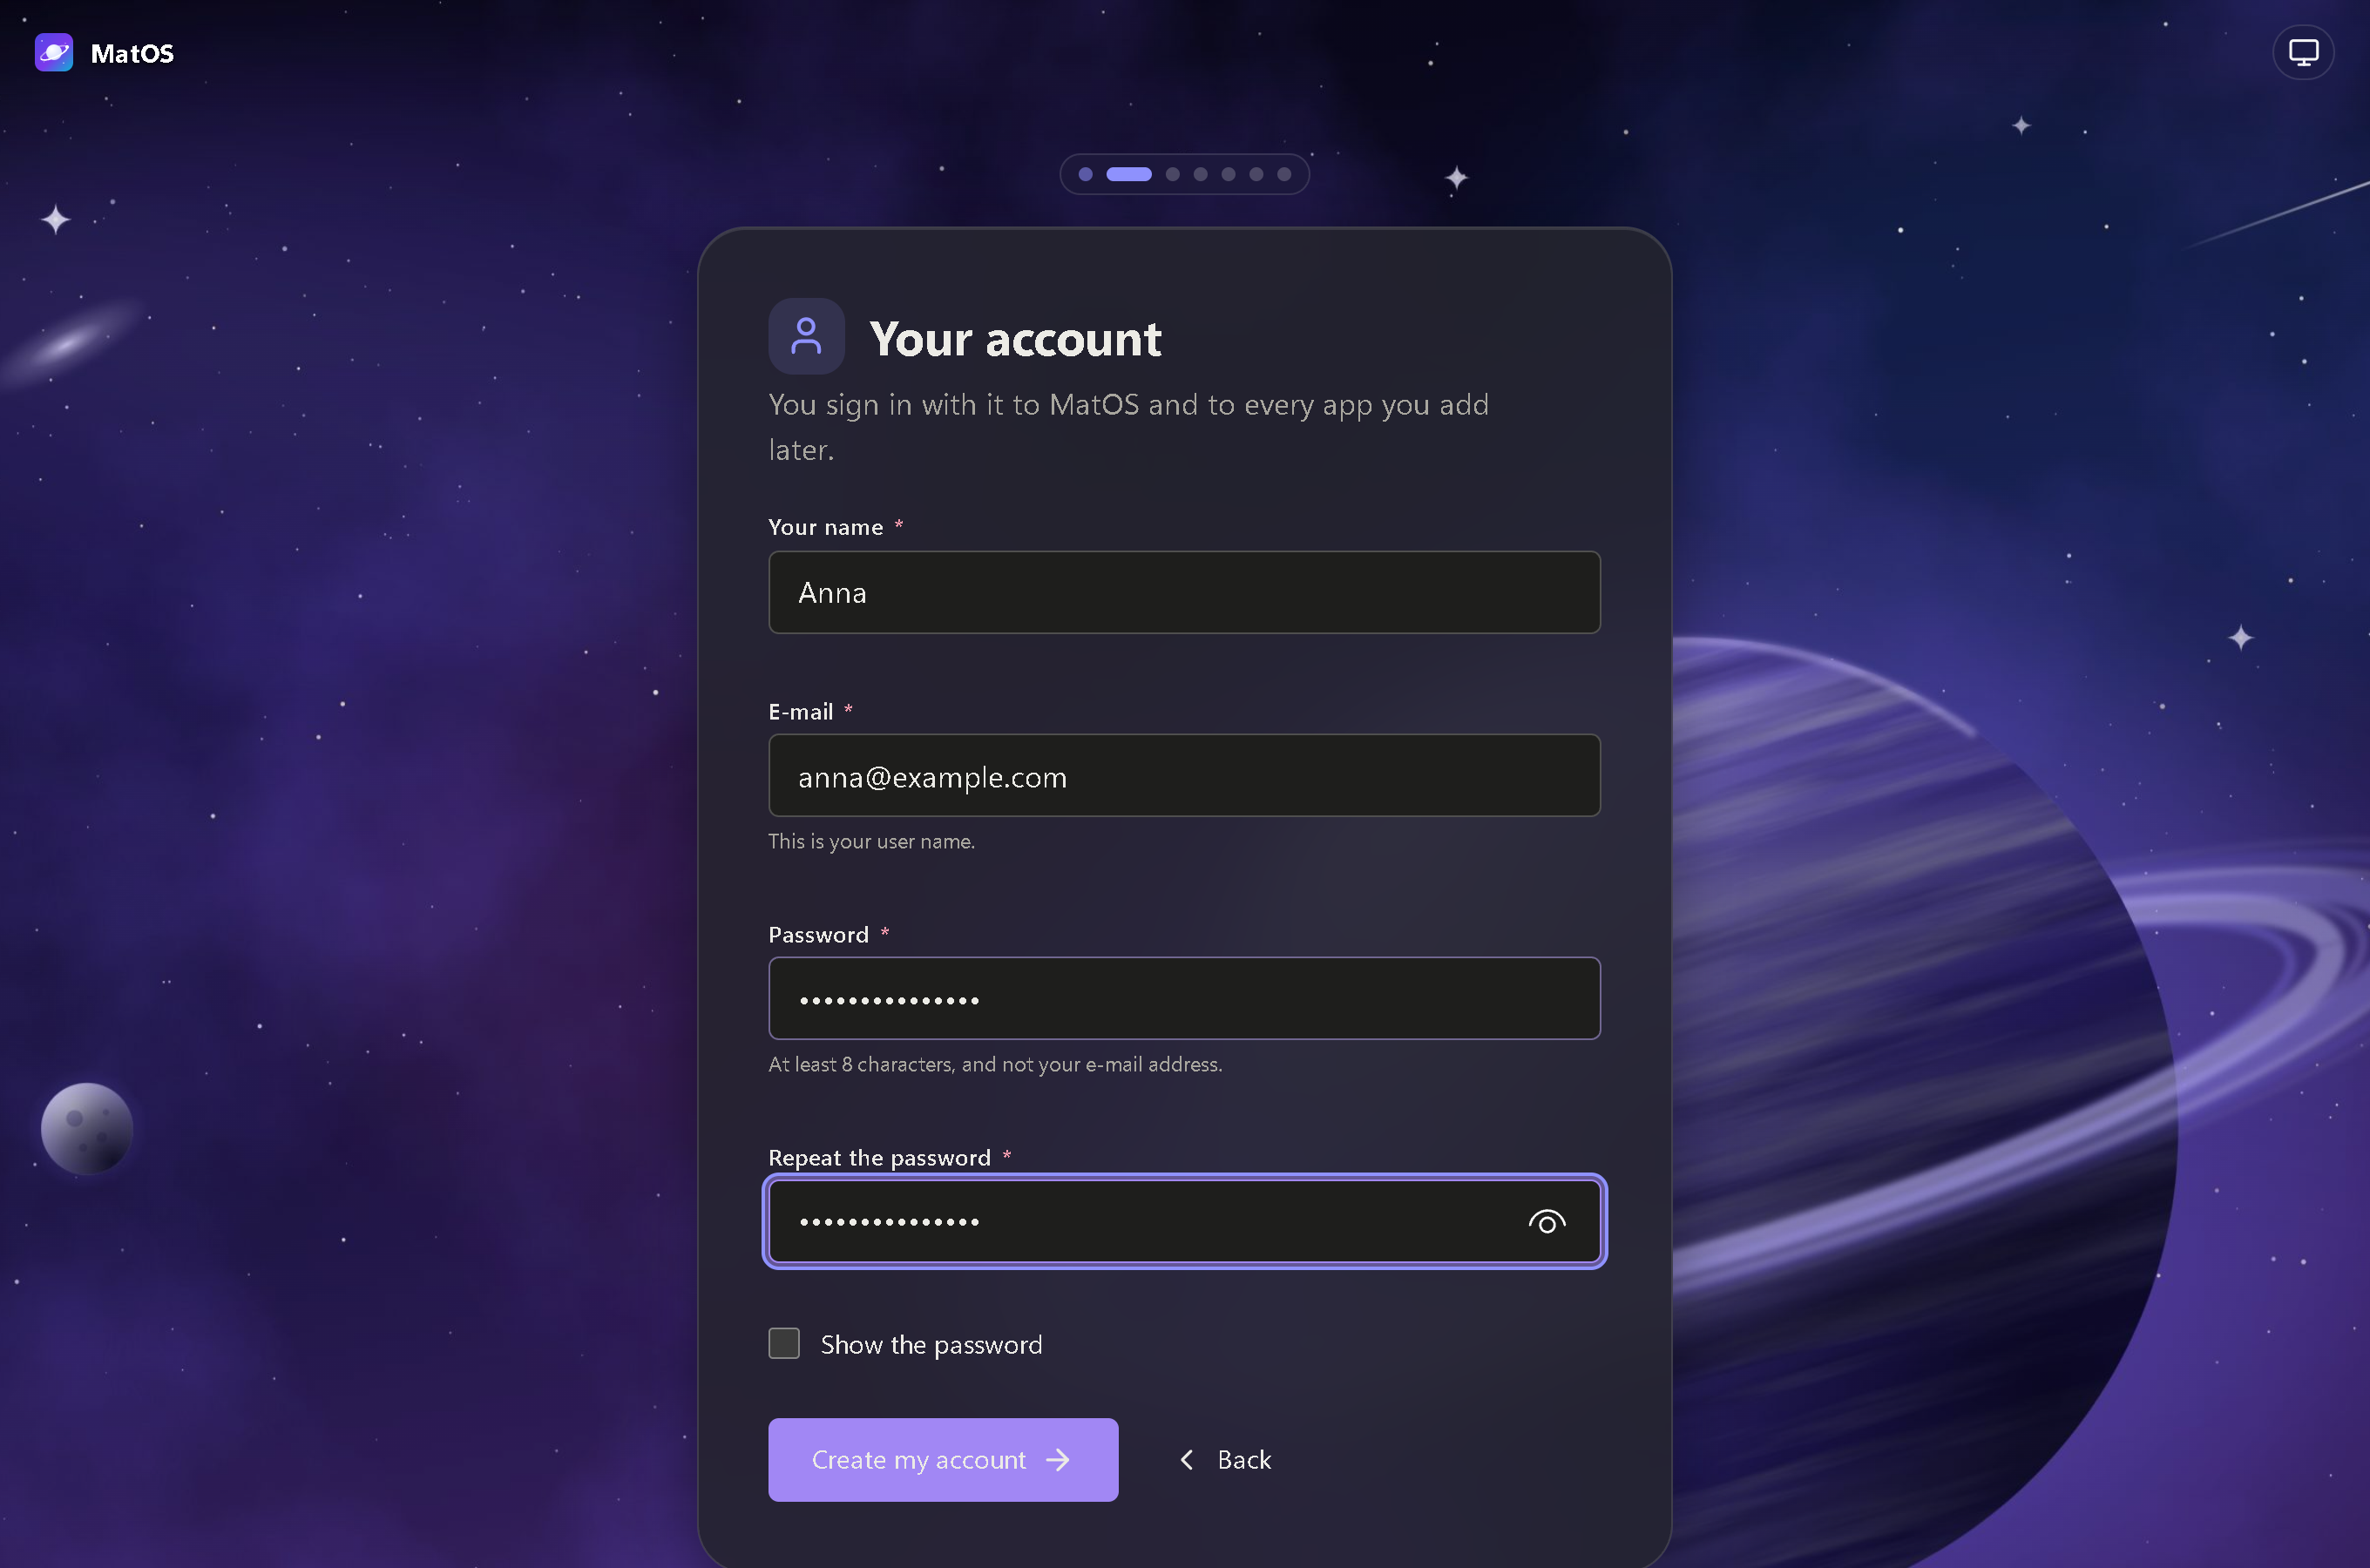 MatOS
Your account
You sign in with it to MatOS and to every app you add
later.
Your name *
Anna
E-mail *
anna@example.com
This is your user name.
Password *
•••••••••••••••
At least 8 characters, and not your e-mail address.
Repeat the password *
•••••••••••••••
Show the password
Create my account
Back